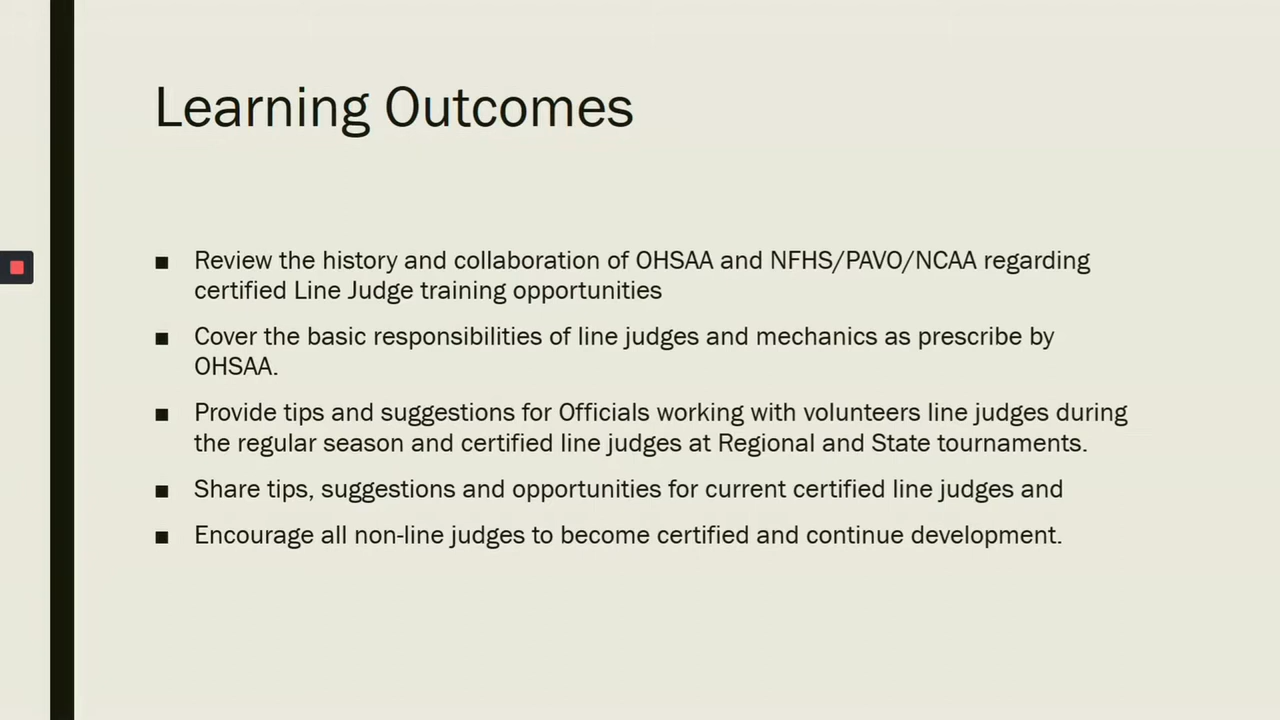 Learning Outcomes
■ Review the history and collaboration of OHSAA and NFHS/PAVO/NCAA regarding
certified Line Judge training opportunities
■ Cover the basic responsibilities of line judges and mechanics as prescribe by
OHSAA.
■ Provide tips and suggestions for Officials working with volunteers line judges during
the regular season and certified line judges at Regional and State tournaments.
■ Share tips, suggestions and opportunities for current certified line judges and
■ Encourage all non-line judges to become certified and continue development.